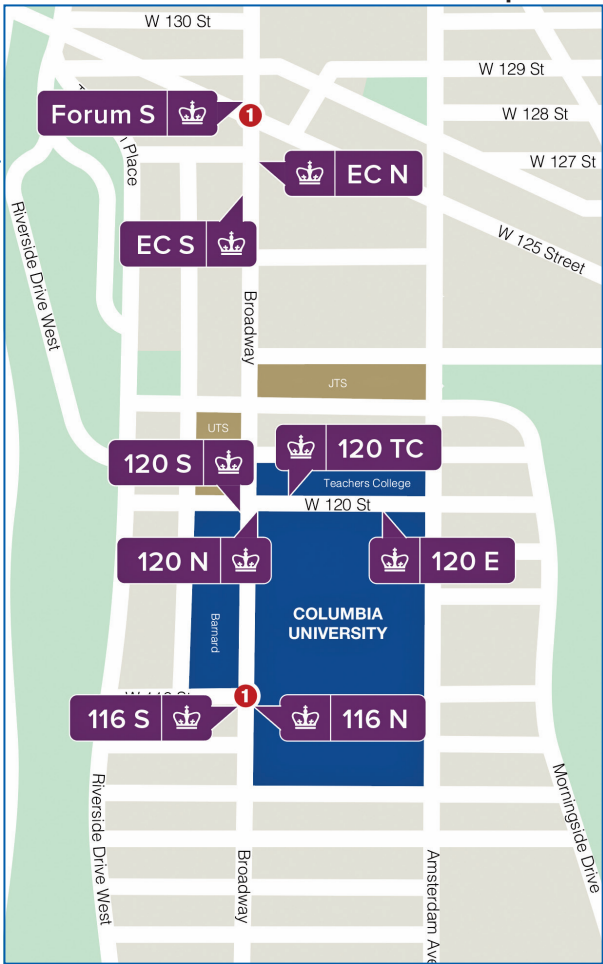 W 130 St
W 129 St
Forum S
1
W 128 St
Place
W 127 St
EC N
Riverside Drive West
EC S
W 125 Street
Broadway
JTS
UTS
120 TC
120 S
Teachers College
W 120 St
120 N
120 E
COLUMBIA
UNIVERSITY
Barnard
1
116 S
116 N
Riverside Drive West
Morningside Drive
Broadway
Amsterdam Ave